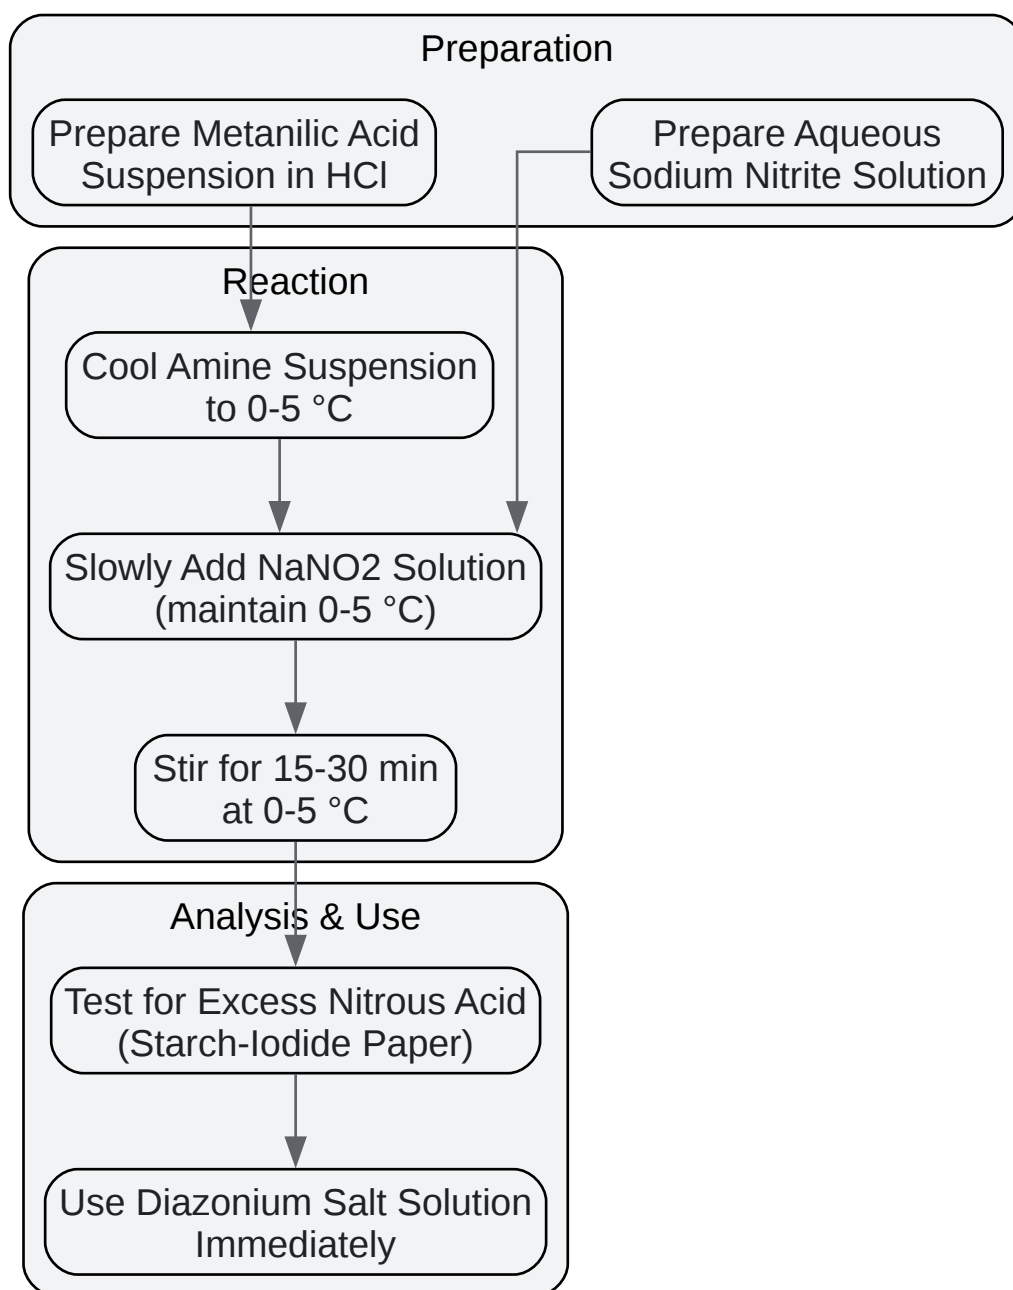 Preparation
Prepare Metanilic Acid
Suspension in HCl
Prepare Aqueous
Sodium Nitrite Solution
Reaction
Cool Amine Suspension
to 0-5 °C
Slowly Add NaNO2 Solution
(maintain 0-5 °C)
Stir for 15-30 min
at 0-5 °C
Analysis & Use
Test for Excess Nitrous Acid
(Starch-Iodide Paper)
Use Diazonium Salt Solution
Immediately